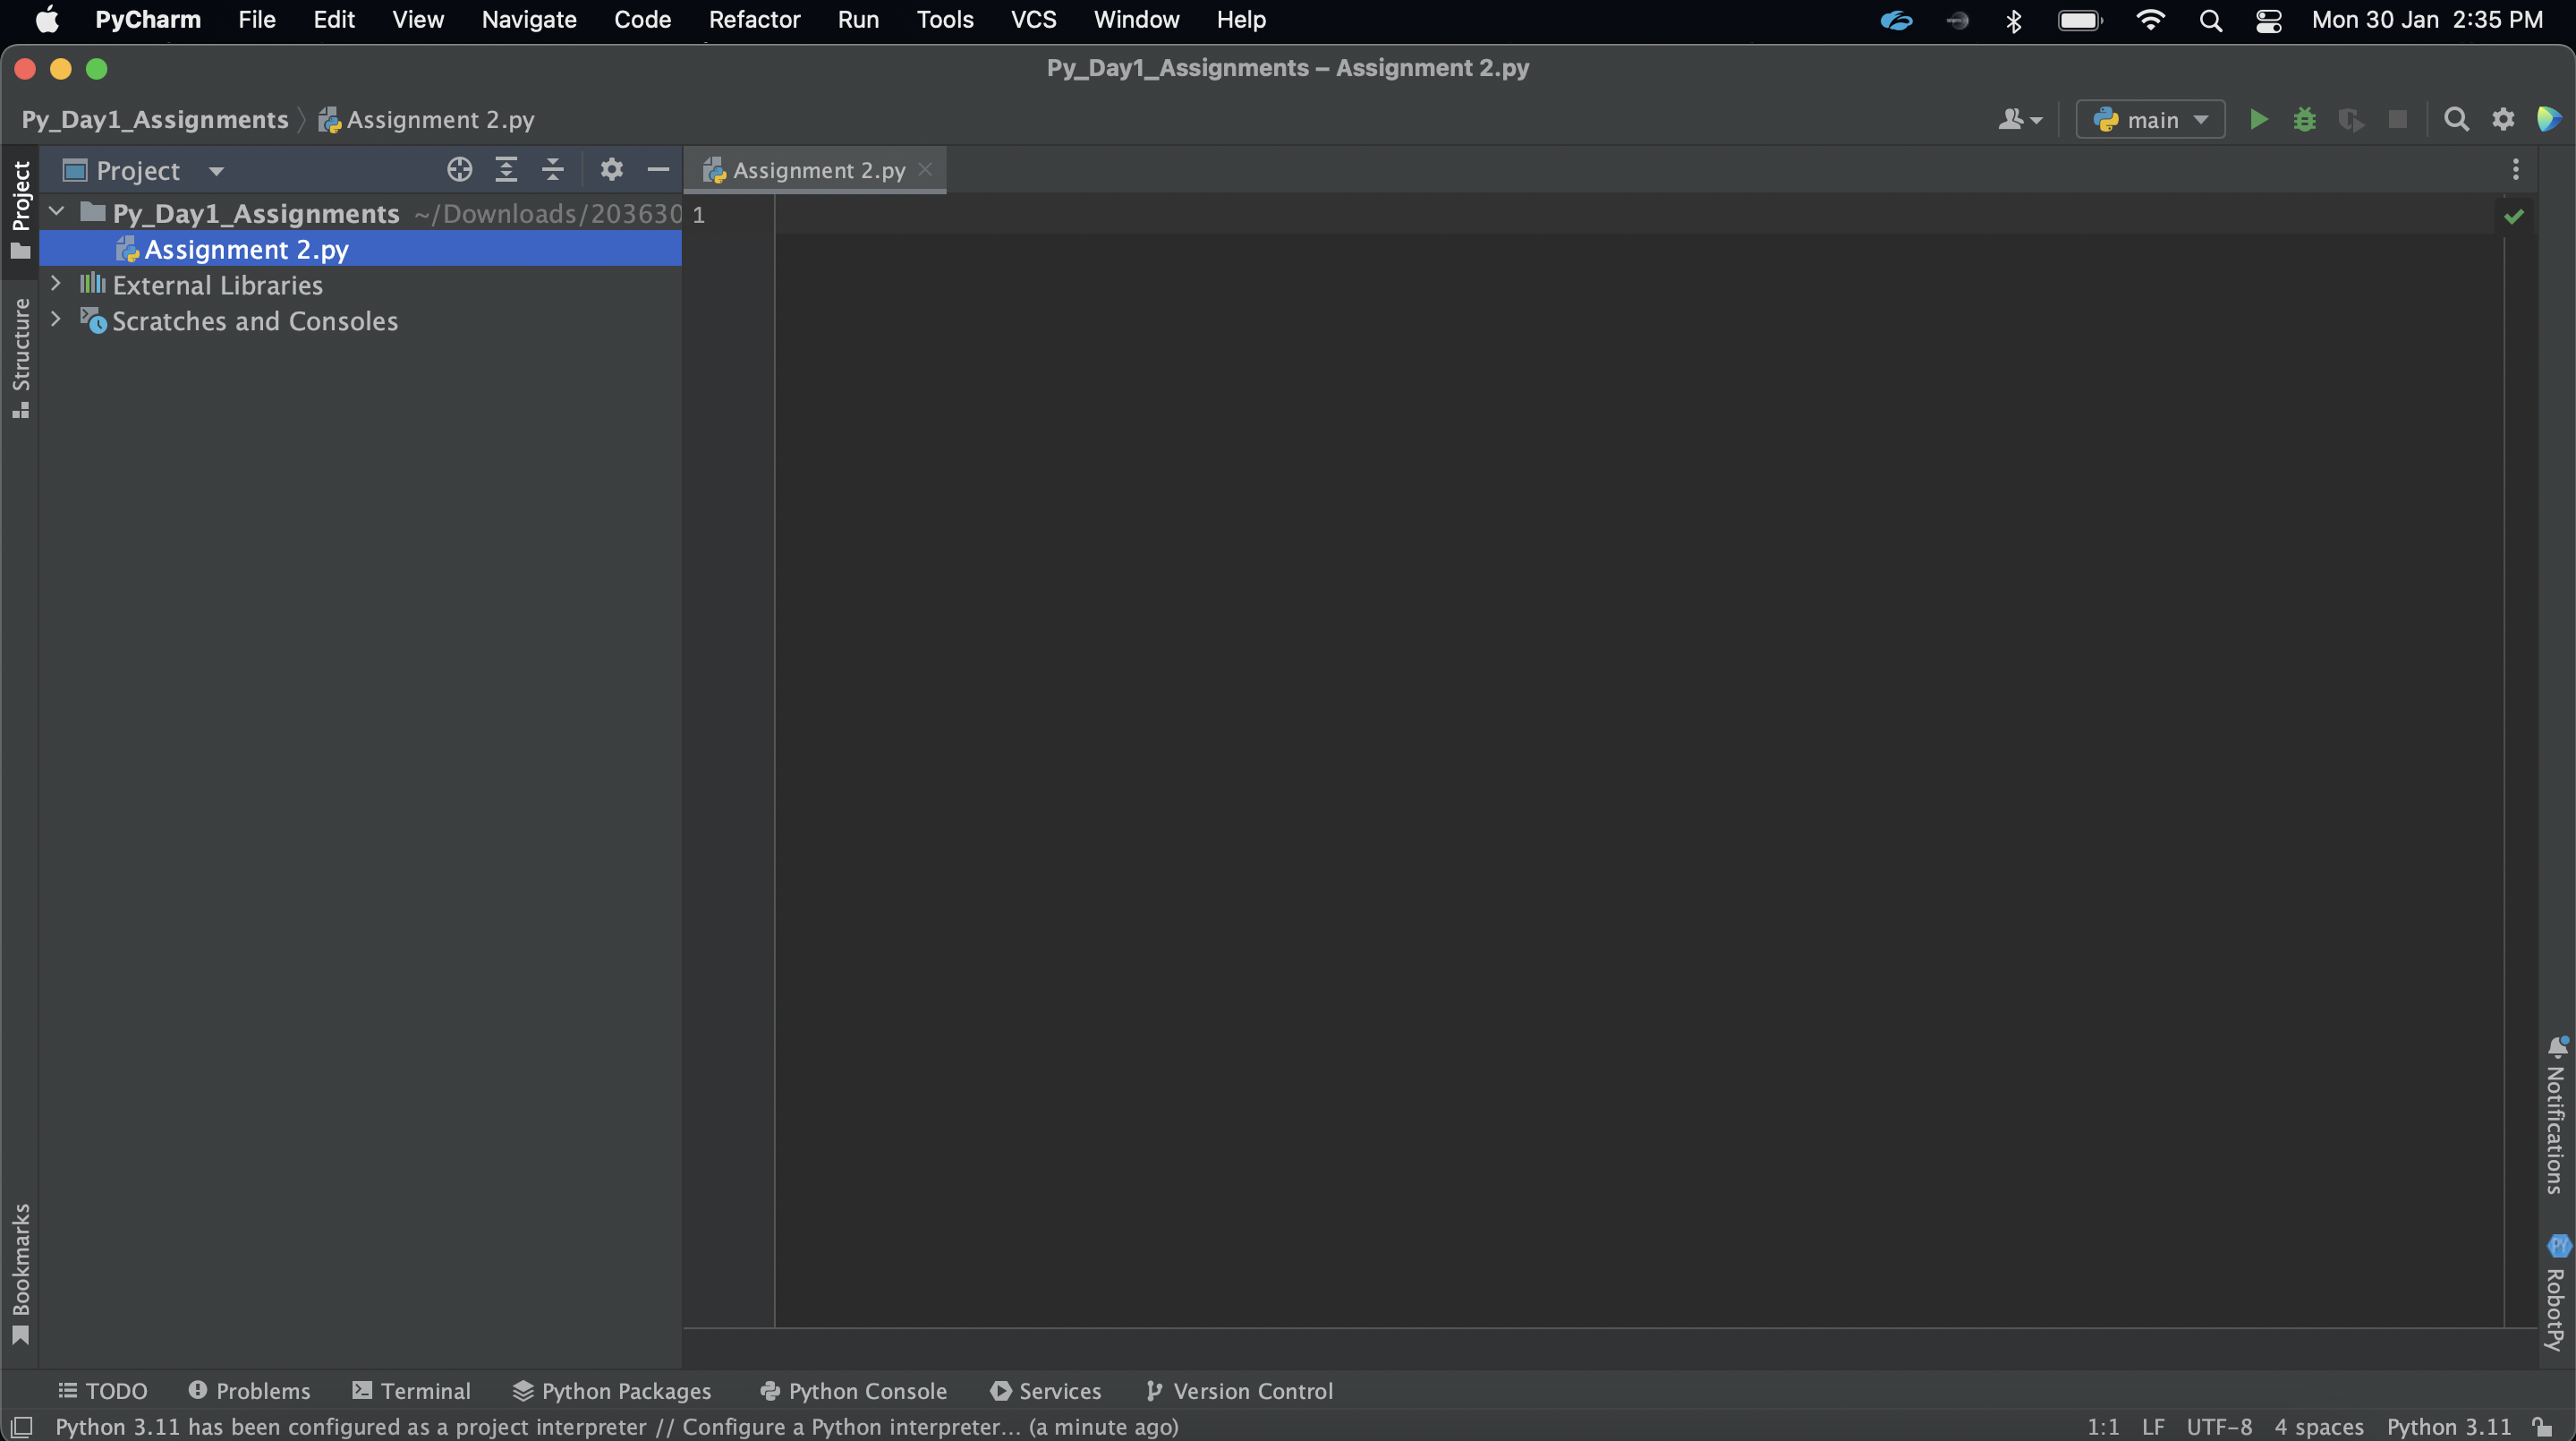 PyCharm File Edit View Navigate Code Refactor Run Tools VCS Window Help Mon 30 Jan 2:35 PM
Py_Day1_Assignments – Assignment 2.py
Py_Day1_Assignments Assignment 2.py main
Project
Project
Assignment 2.py
Py_Day1_Assignments ~/Downloads/203630
1
Assignment 2.py
External Libraries
Scratches and Consoles
Structure
Bookmarks
Notifications
RobotPy
TODO Problems Terminal Python Packages Python Console Services Version Control
Python 3.11 has been configured as a project interpreter // Configure a Python interpreter... (a minute ago) 1:1 LF UTF-8 4 spaces Python 3.11